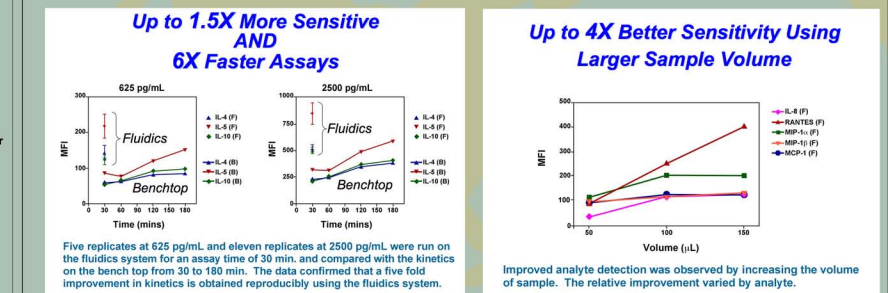 Up to 1.5X More Sensitive
AND
6X Faster Assays
625 pg/mL
300
200
100
0
MFI
Fluidics
Benchtop
0 30 60 90 120 150 180
Time (mins)
IL-4 (F)
IL-5 (F)
IL-10 (F)
IL-4 (B)
IL-5 (B)
IL-10 (B)
2500 pg/mL
1000
750
500
250
0
MFI
Fluidics
Benchtop
0 30 60 90 120 150 180
Time (mins)
IL-4 (F)
IL-5 (F)
IL-10 (F)
IL-4 (B)
IL-5 (B)
IL-10 (B)
Five replicates at 625 pg/mL and eleven replicates at 2500 pg/mL were run on
the fluidics system for an assay time of 30 min. and compared with the kinetics
on the bench top from 30 to 180 min. The data confirmed that a five fold
improvement in kinetics is obtained reproducibly using the fluidics system.
Up to 4X Better Sensitivity Using
Larger Sample Volume
500
400
300
200
100
0
MFI
50 100 150
Volume (μL)
IL-8 (F)
RANTES (F)
MIP-1α (F)
MIP-1β (F)
MCP-1 (F)
Improved analyte detection was observed by increasing the volume
of sample. The relative improvement varied by analyte.